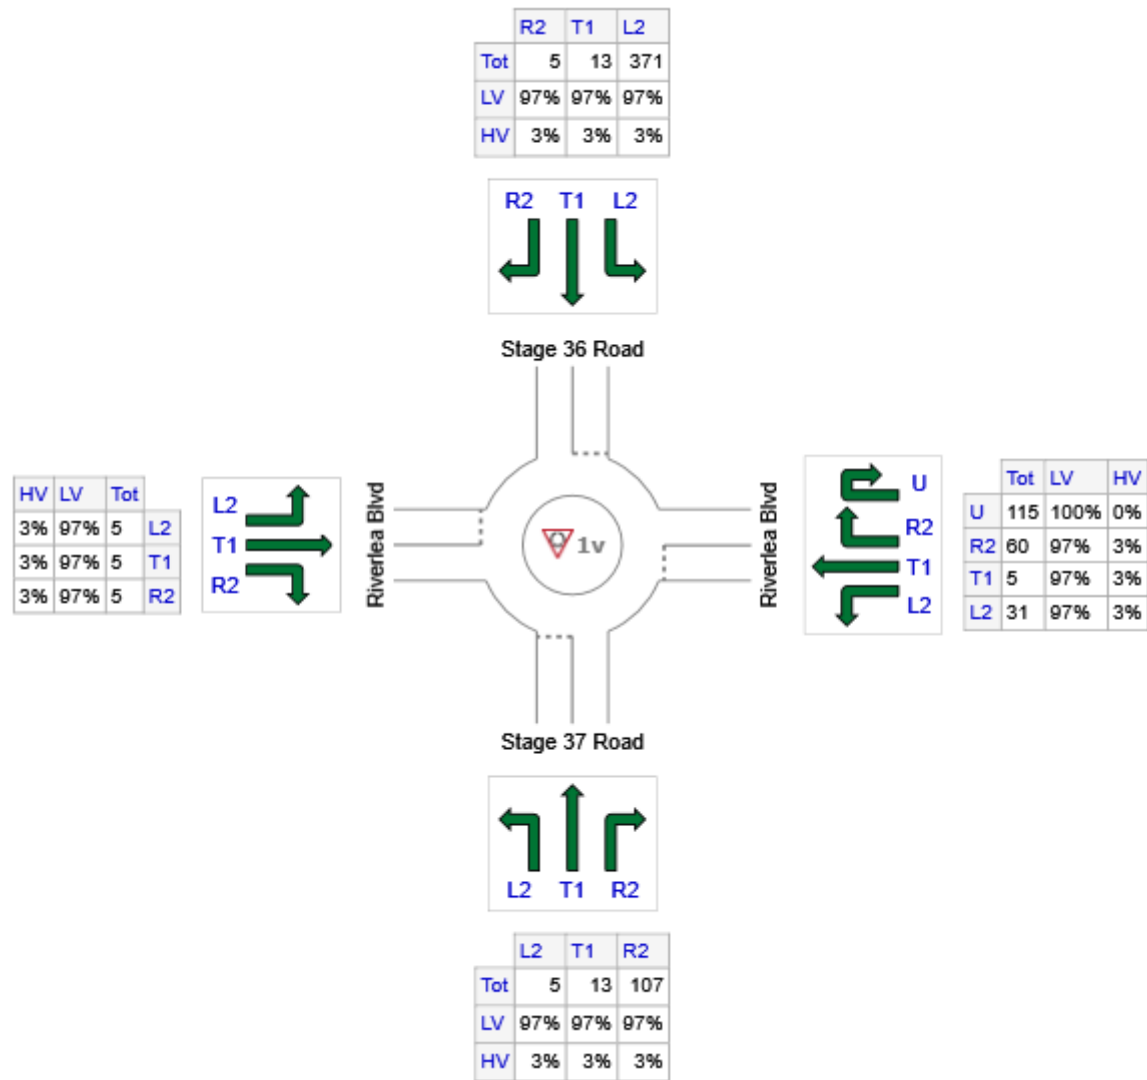 R2 T1 L2
Tot 5 13 371
LV 97% 97% 97%
HV 3% 3% 3%
R2 T1 L2
Stage 36 Road
HV LV Tot
3% 97% 5 L2
3% 97% 5 T1
3% 97% 5 R2
L2
T1
R2
Riverlea Blvd
1v
Riverlea Blvd
U
R2
T1
L2
Tot LV HV
U 115 100% 0%
R2 60 97% 3%
T1 5 97% 3%
L2 31 97% 3%
Stage 37 Road
L2 T1 R2
L2 T1 R2
Tot 5 13 107
LV 97% 97% 97%
HV 3% 3% 3%